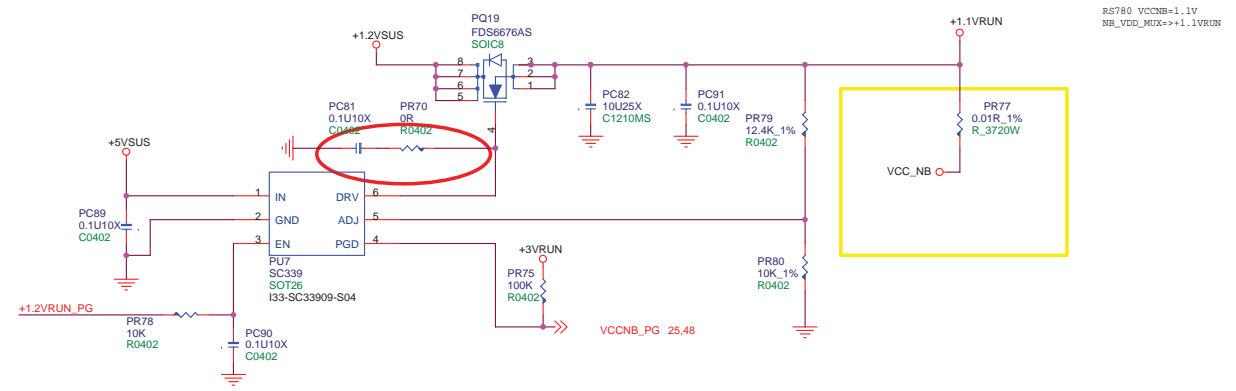 RS780 VCCNB=1.1V
NB_VDD_MUX=>+1.1VRUN
PQ19
FDS6676AS
SOIC8
+1.2VSUS
+1.1VRUN
8
7
6
5
3
2
1
4
PC81
0.1U10X
C0402
PR70
0R
R0402
PC82
10U25X
C1210MS
PC91
0.1U10X
C0402
PR79
12.4K_1%
R0402
PR77
0.01R_1%
R_3720W
VCC_NB
+5VSUS
PC89
0.1U10X
C0402
1
IN
DRV
6
2
GND
ADJ
5
3
EN
PGD
4
PU7
SC339
SOT26
I33-SC33909-S04
+3VRUN
PR75
100K
R0402
PR80
10K_1%
R0402
+1.2VRUN_PG
PR78
10K
R0402
PC90
0.1U10X
C0402
VCCNB_PG 25,48